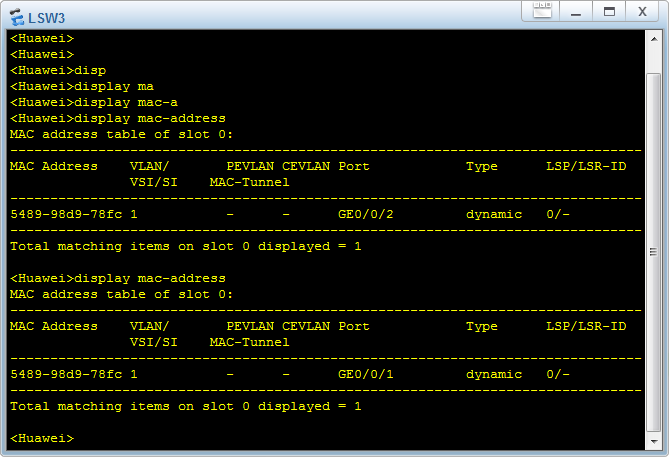 LSW3
<Huawei>
<Huawei>
<Huawei>disp
<Huawei>display ma
<Huawei>display mac-a
<Huawei>display mac-address
MAC address table of slot 0:
-------------------------------------------------------------------------------
MAC Address    VLAN/       PEVLAN CEVLAN Port            Type      LSP/LSR-ID
               VSI/SI     MAC-Tunnel
-------------------------------------------------------------------------------
5489-98d9-78fc 1           -      -      GE0/0/2         dynamic   0/-
-------------------------------------------------------------------------------
Total matching items on slot 0 displayed = 1
<Huawei>display mac-address
MAC address table of slot 0:
-------------------------------------------------------------------------------
MAC Address    VLAN/       PEVLAN CEVLAN Port            Type      LSP/LSR-ID
               VSI/SI     MAC-Tunnel
-------------------------------------------------------------------------------
5489-98d9-78fc 1           -      -      GE0/0/1         dynamic   0/-
-------------------------------------------------------------------------------
Total matching items on slot 0 displayed = 1
<Huawei>